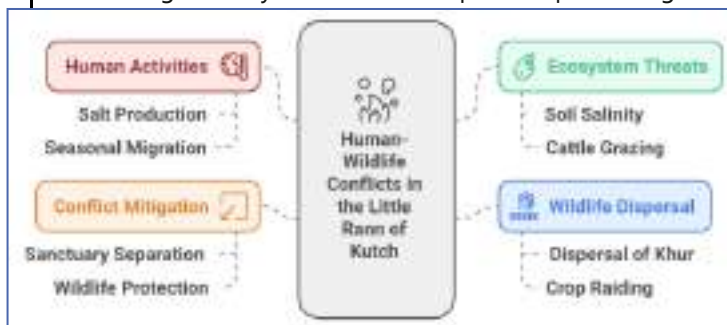 Human Activities
Salt Production
Seasonal Migration
Conflict Mitigation
Sanctuary Separation
Wildlife Protection
Human-
Wildlife
Conflicts in
the Little
Rann of
Kutch
Ecosystem Threats
Soil Salinity
Cattle Grazing
Wildlife Dispersal
Dispersal of Khur
Crop Raiding